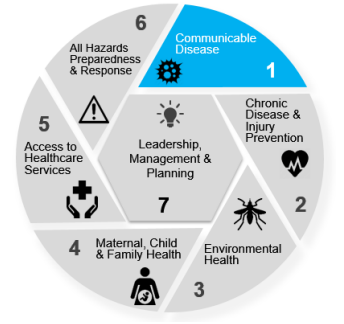 6
All Hazards
Preparedness
& Response
Communicable
Disease
1
Chronic
Disease &
Injury
Prevention
2
5
Access to
Healthcare
Services
Leadership,
Management &
Planning
7
4
Maternal, Child
& Family Health
Environmental
Health
3